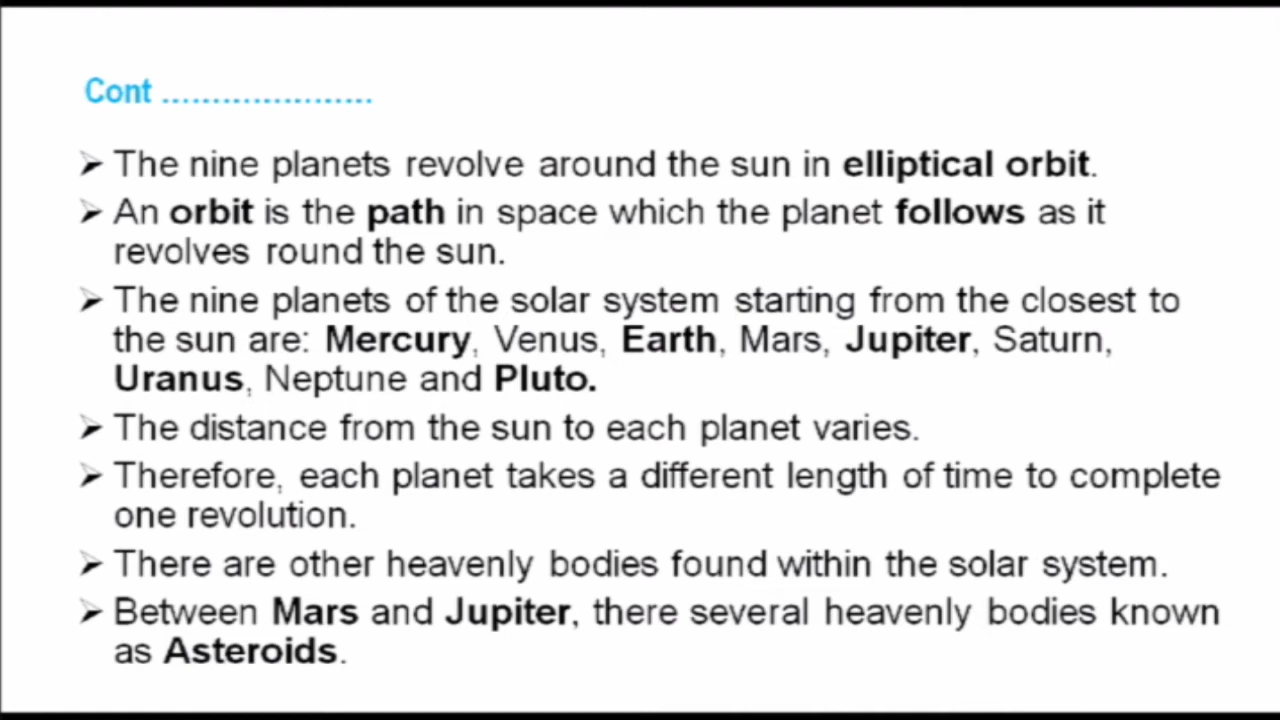 Cont .....................
➢ The nine planets revolve around the sun in elliptical orbit.
➢ An orbit is the path in space which the planet follows as it
revolves round the sun.
➢ The nine planets of the solar system starting from the closest to
the sun are: Mercury, Venus, Earth, Mars, Jupiter, Saturn,
Uranus, Neptune and Pluto.
➢ The distance from the sun to each planet varies.
➢ Therefore, each planet takes a different length of time to complete
one revolution.
➢ There are other heavenly bodies found within the solar system.
➢ Between Mars and Jupiter, there several heavenly bodies known
as Asteroids.